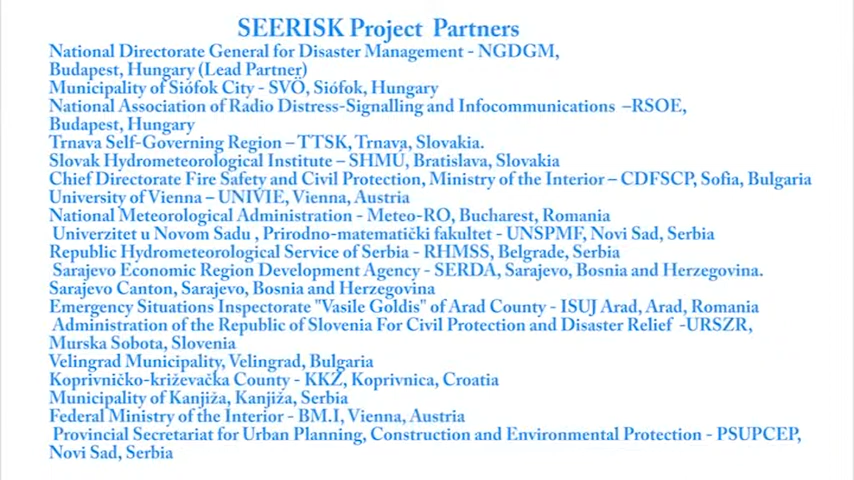 SEERISK Project Partners
National Directorate General for Disaster Management - NGDGM,
Budapest, Hungary (Lead Partner)
Municipality of Siófok City - SVÖ, Siófok, Hungary
National Association of Radio Distress-Signalling and Infocommunications –RSOE,
Budapest, Hungary
Trnava Self-Governing Region – TTSK, Trnava, Slovakia.
Slovak Hydrometeorological Institute – SHMÚ, Bratislava, Slovakia
Chief Directorate Fire Safety and Civil Protection, Ministry of the Interior – CDFSCP, Sofia, Bulgaria
University of Vienna – UNIVIE, Vienna, Austria
National Meteorological Administration - Meteo-RO, Bucharest, Romania
Univerzitet u Novom Sadu , Prirodno-matematički fakultet - UNSPMF, Novi Sad, Serbia
Republic Hydrometeorological Service of Serbia - RHMSS, Belgrade, Serbia
Sarajevo Economic Region Development Agency - SERDA, Sarajevo, Bosnia and Herzegovina.
Sarajevo Canton, Sarajevo, Bosnia and Herzegovina
Emergency Situations Inspectorate "Vasile Goldis" of Arad County - ISUJ Arad, Arad, Romania
Administration of the Republic of Slovenia For Civil Protection and Disaster Relief -URSZR,
Murska Sobota, Slovenia
Velingrad Municipality, Velingrad, Bulgaria
Koprivničko-križevačka County - KKŽ, Koprivnica, Croatia
Municipality of Kanjiža, Kanjiža, Serbia
Federal Ministry of the Interior - BM.I, Vienna, Austria
Provincial Secretariat for Urban Planning, Construction and Environmental Protection - PSUPCEP,
Novi Sad, Serbia